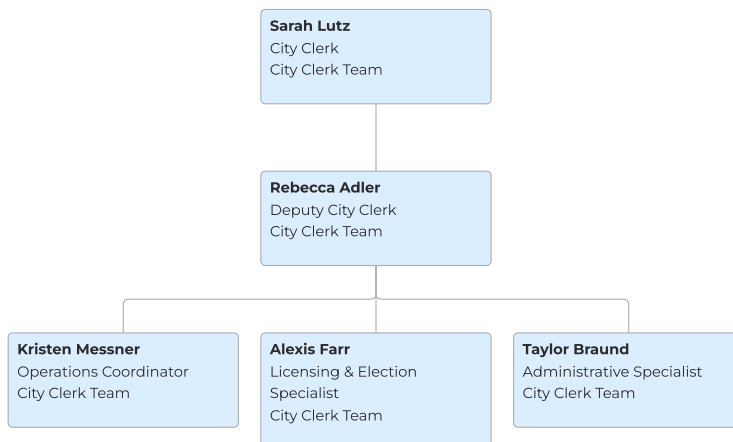 Sarah Lutz
City Clerk
City Clerk Team
Rebecca Adler
Deputy City Clerk
City Clerk Team
Kristen Messner
Operations Coordinator
City Clerk Team
Alexis Farr
Licensing & Election
Specialist
City Clerk Team
Taylor Braund
Administrative Specialist
City Clerk Team